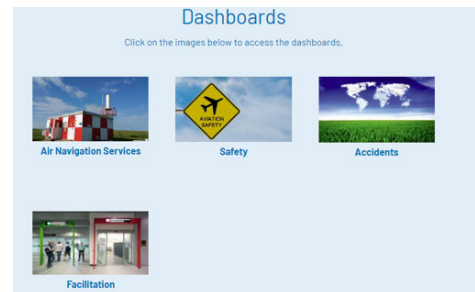 Dashboards
Click on the images below to access the dashboards.
AVIATION
SAFETY
Air Navigation Services
Safety
Accidents
Facilitation